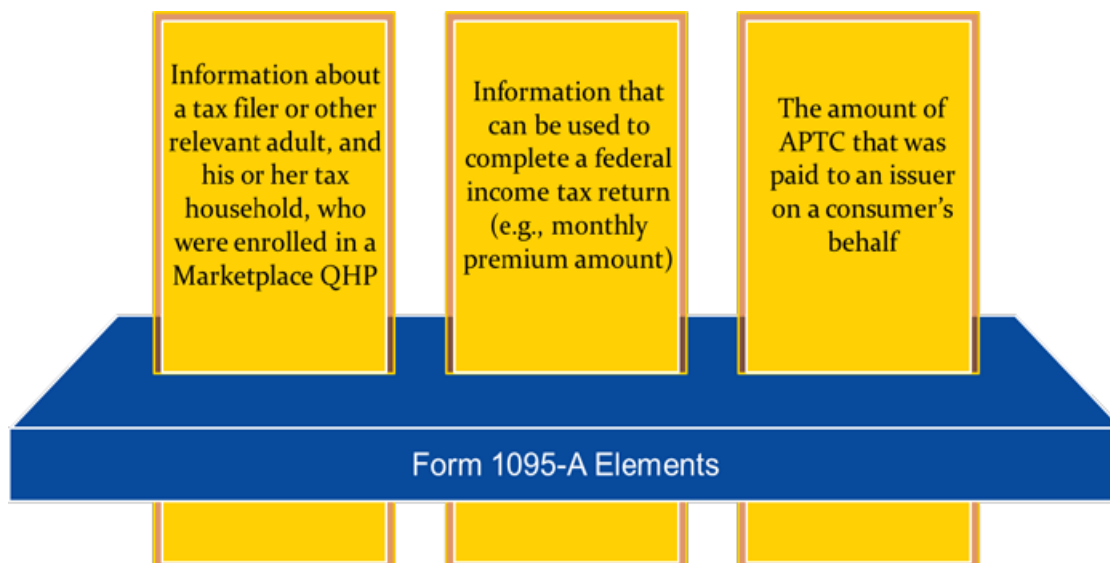 Information about
a tax filer or other
relevant adult, and
his or her tax
household, who
were enrolled in a
Marketplace QHP
Information that
can be used to
complete a federal
income tax return
(e.g., monthly
premium amount)
The amount of
APTC that was
paid to an issuer
on a consumer’s
behalf
Form 1095-A Elements